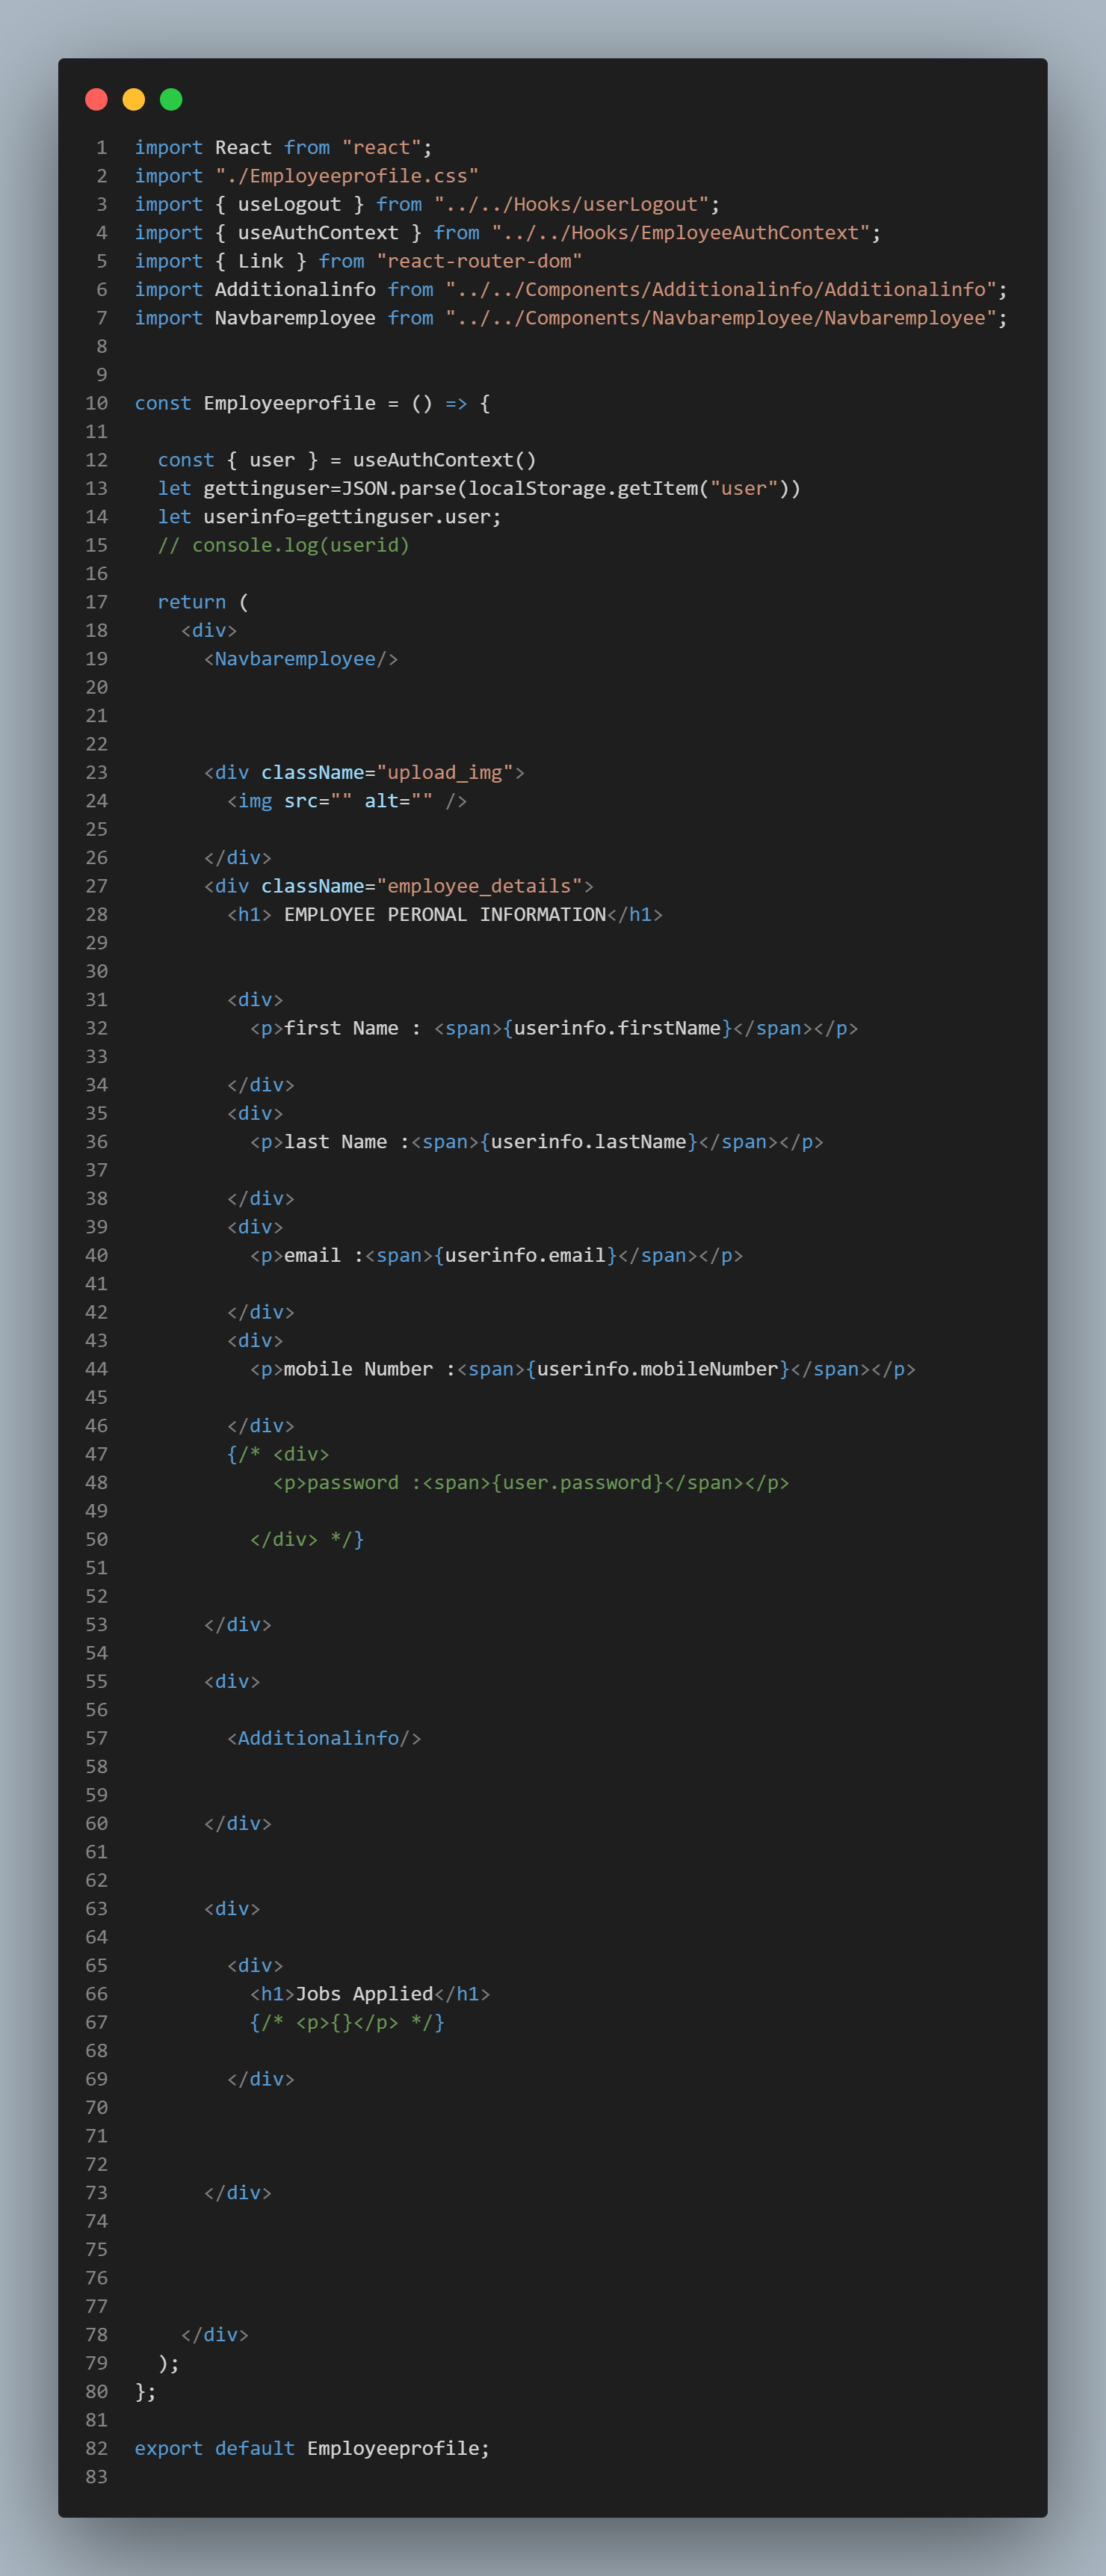 1 import React from "react";
2 import "./Employeeprofile.css"
3 import { useLogout } from "../../Hooks/userLogout";
4 import { useAuthContext } from "../../Hooks/EmployeeAuthContext";
5 import { Link } from "react-router-dom"
6 import Additionalinfo from "../../Components/Additionalinfo/Additionalinfo";
7 import Navbaremployee from "../../Components/Navbaremployee/Navbaremployee";
8
9
10 const Employeeprofile = () => {
11
12   const { user } = useAuthContext()
13   let gettinguser=JSON.parse(localStorage.getItem("user"))
14   let userinfo=gettinguser.user;
15   // console.log(userid)
16
17   return (
18     <div>
19       <Navbaremployee/>
20
21
22
23       <div className="upload_img">
24         <img src="" alt="" />
25
26       </div>
27       <div className="employee_details">
28         <h1> EMPLOYEE PERONAL INFORMATION</h1>
29
30
31         <div>
32           <p>first Name : <span>{userinfo.firstName}</span></p>
33
34         </div>
35         <div>
36           <p>last Name :<span>{userinfo.lastName}</span></p>
37
38         </div>
39         <div>
40           <p>email :<span>{userinfo.email}</span></p>
41
42         </div>
43         <div>
44           <p>mobile Number :<span>{userinfo.mobileNumber}</span></p>
45
46         </div>
47         {/* <div>
48             <p>password :<span>{user.password}</span></p>
49
50           </div> */}
51
52
53       </div>
54
55       <div>
56
57         <Additionalinfo/>
58
59
60       </div>
61
62
63       <div>
64
65         <div>
66           <h1>Jobs Applied</h1>
67           {/* <p>{}</p> */}
68
69         </div>
70
71
72
73       </div>
74
75
76
77
78     </div>
79   );
80 };
81
82 export default Employeeprofile;
83